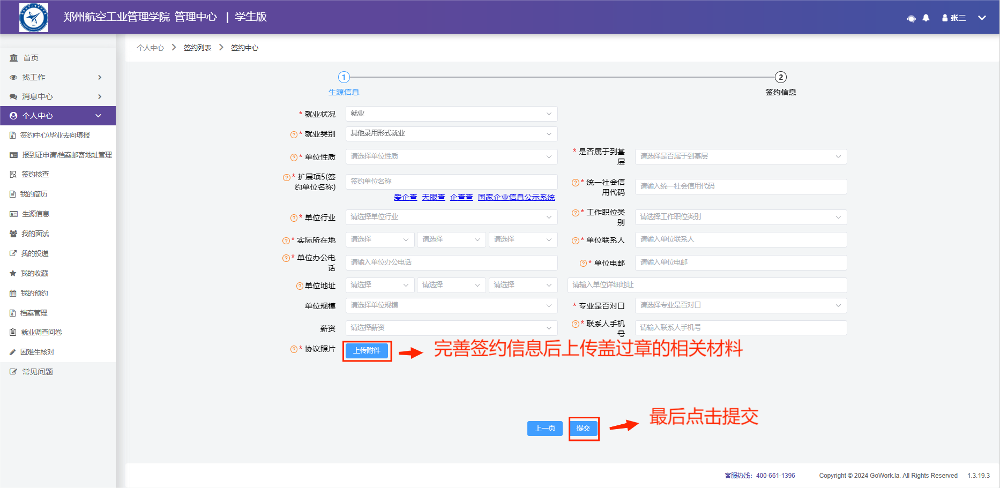 郑州航空工业管理学院 管理中心 | 学生版
张三
首页
找工作
消息中心
个人中心
签约中心\毕业去向填报
报到证申请\档案邮寄地址管理
签约核查
我的简历
生源信息
我的面试
我的投递
我的收藏
我的预约
档案管理
就业调查问卷
困难生核对
常见问题
个人中心 > 签约列表 > 签约中心
1 2
生源信息 签约信息
* 就业状况 就业
* 就业类别 其他录用形式就业
* 单位性质 请选择单位性质
* 是否属于到基
层 请选择是否属于到基层
* 扩展项5(签
约单位名称) 签约单位名称
爱企查 天眼查 企查查 国家企业信息公示系统
* 统一社会信
用代码 请输入统一社会信用代码
* 单位行业 请选择单位行业
* 工作职位类
别 请选择工作职位类别
* 实际所在地 请选择 请选择 请选择
* 单位联系人 请输入单位联系人
* 单位办公电
话 请输入单位办公电话
* 单位电邮 请输入单位电邮
单位地址 请选择 请选择 请选择 请输入单位详细地址
单位规模 请选择单位规模
* 专业是否对口 请选择专业是否对口
薪资 请选择薪资
* 联系人手机
号 请输入联系人手机号
* 协议照片 上传附件 完善签约信息后上传盖过章的相关材料
上一页 提交 最后点击提交
客服热线：400-661-1396 Copyright © 2024 GoWork.la. All Rights Reserved 1.3.19.3